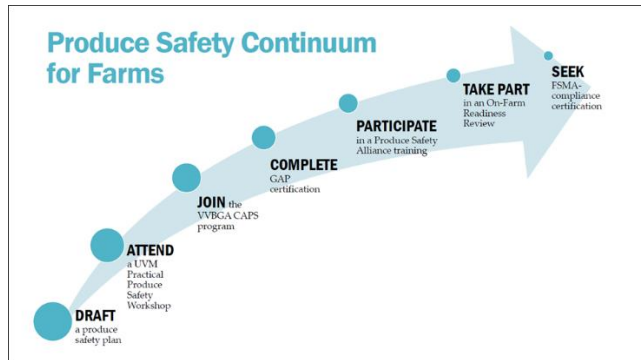 Produce Safety Continuum
for Farms
SEEK
FSMA-
compliance
certification
TAKE PART
in an On-Farm
Readiness
Review
PARTICIPATE
in a Produce Safety
Alliance training
COMPLETE
GAP
certification
JOIN the
VVBGA CAPS
program
ATTEND
a UVM
Practical
Produce
Safety
Workshop
DRAFT
a produce
safety plan